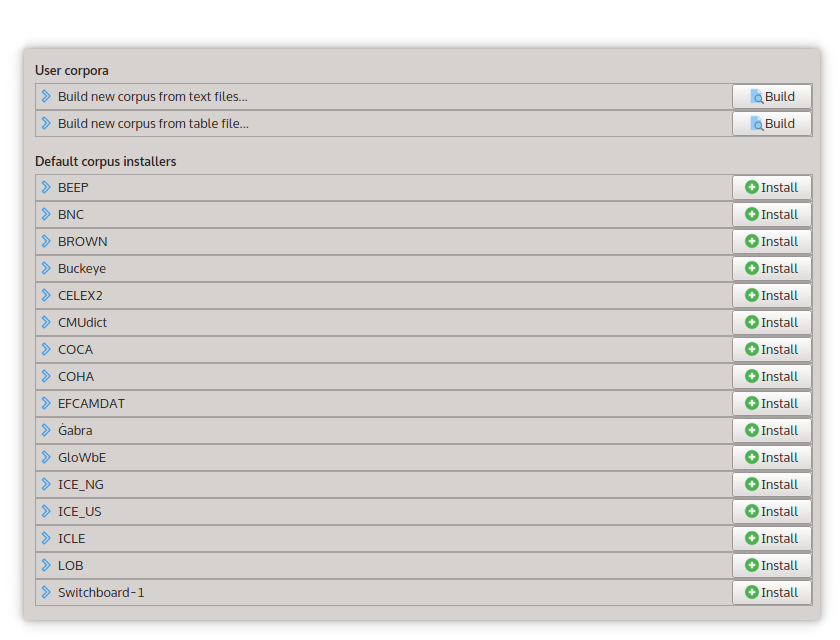 User corpora
Build new corpus from text files... Build
Build new corpus from table file... Build
Default corpus installers
BEEP Install
BNC Install
BROWN Install
Buckeye Install
CELEX2 Install
CMUdict Install
COCA Install
COHA Install
EFCAMDAT Install
Ġabra Install
GloWbE Install
ICE_NG Install
ICE_US Install
ICLE Install
LOB Install
Switchboard-1 Install